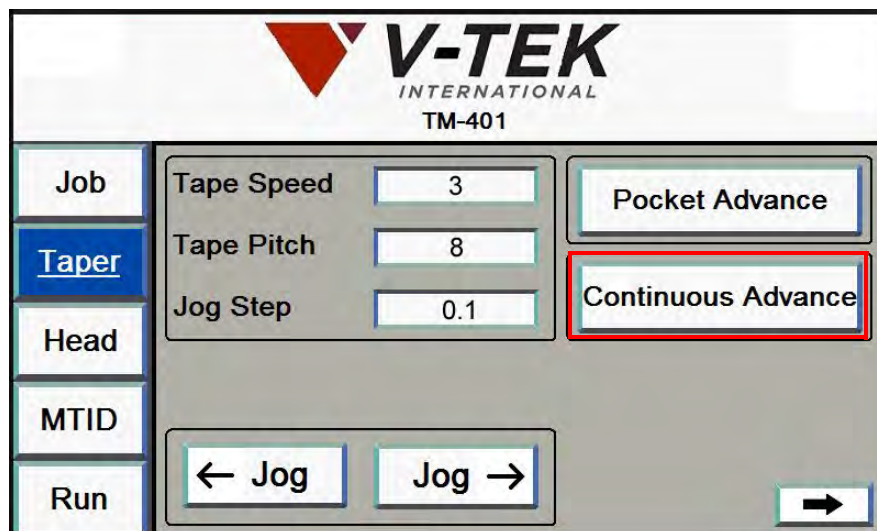 V-TEK
INTERNATIONAL
TM-401
Job
Taper
Head
MTID
Run
Tape Speed 3
Tape Pitch 8
Jog Step 0.1
Pocket Advance
Continuous Advance
← Jog
Jog →